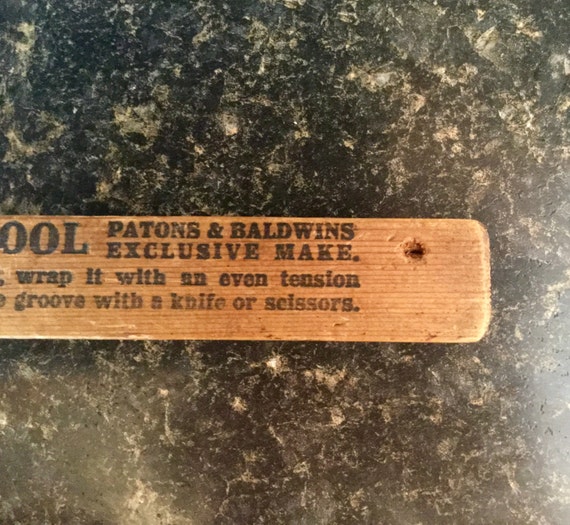 OOL PATONS & BALDWINS
EXCLUSIVE MAKE.
, wrap it with an even tension
e groove with a knife or scissors.